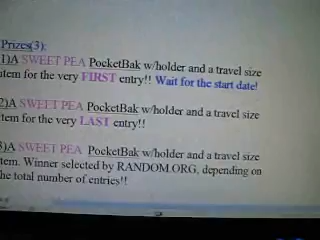 Prizes(3):
1)A SWEET PEA PocketBak w/holder and a travel size
item for the very FIRST entry!! Wait for the start date!
2)A SWEET PEA PocketBak w/holder and a travel size
item for the very LAST entry!!
3)A SWEET PEA PocketBak w/holder and a travel size
item. Winner selected by RANDOM.ORG, depending on
the total number of entries!!